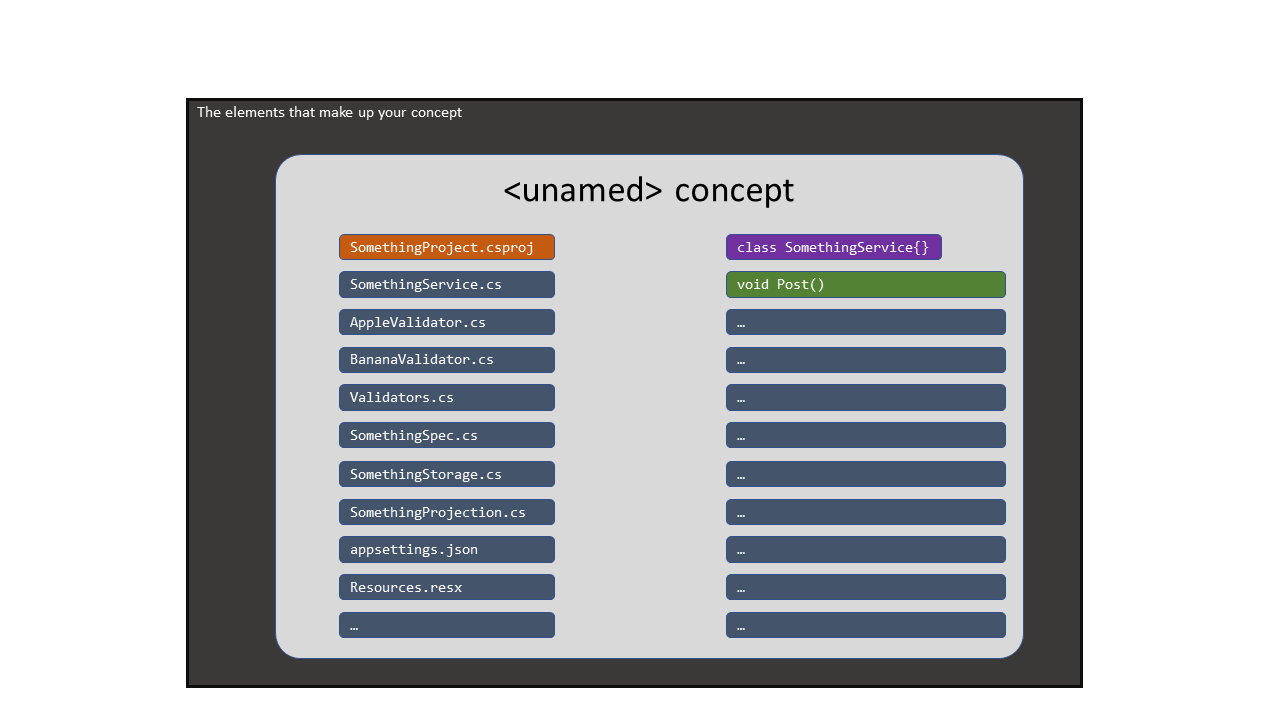 The elements that make up your concept
<unamed> concept
SomethingProject.csproj
SomethingService.cs
AppleValidator.cs
BananaValidator.cs
Validators.cs
SomethingSpec.cs
SomethingStorage.cs
SomethingProjection.cs
appsettings.json
Resources.resx
…
class SomethingService{}
void Post()
…
…
…
…
…
…
…
…
…